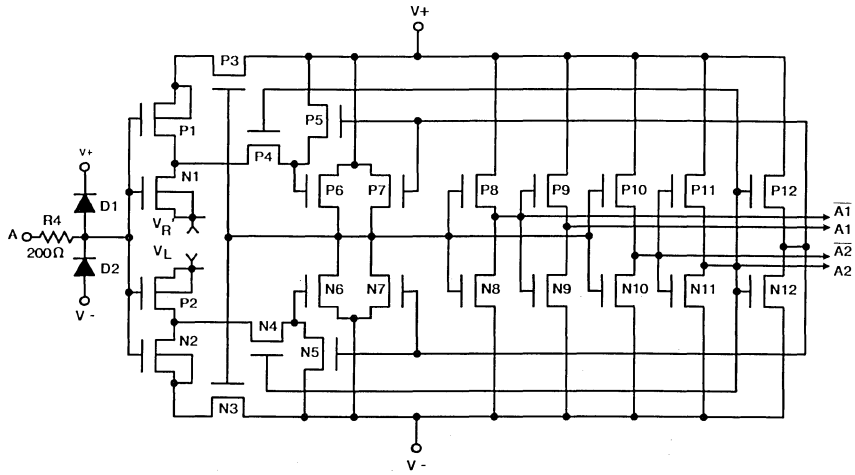 V+
P3
P5
P1
V+
P4
N1
P6
P7
P8
P9
P10
P11
P12
D1
R4
VR'
A1
A1
A
200Ω
VL
A2
D2
A2
N6
N7
N8
N9
N10
N11
N12
P2
V -
N4
N5
N2
N3
V -